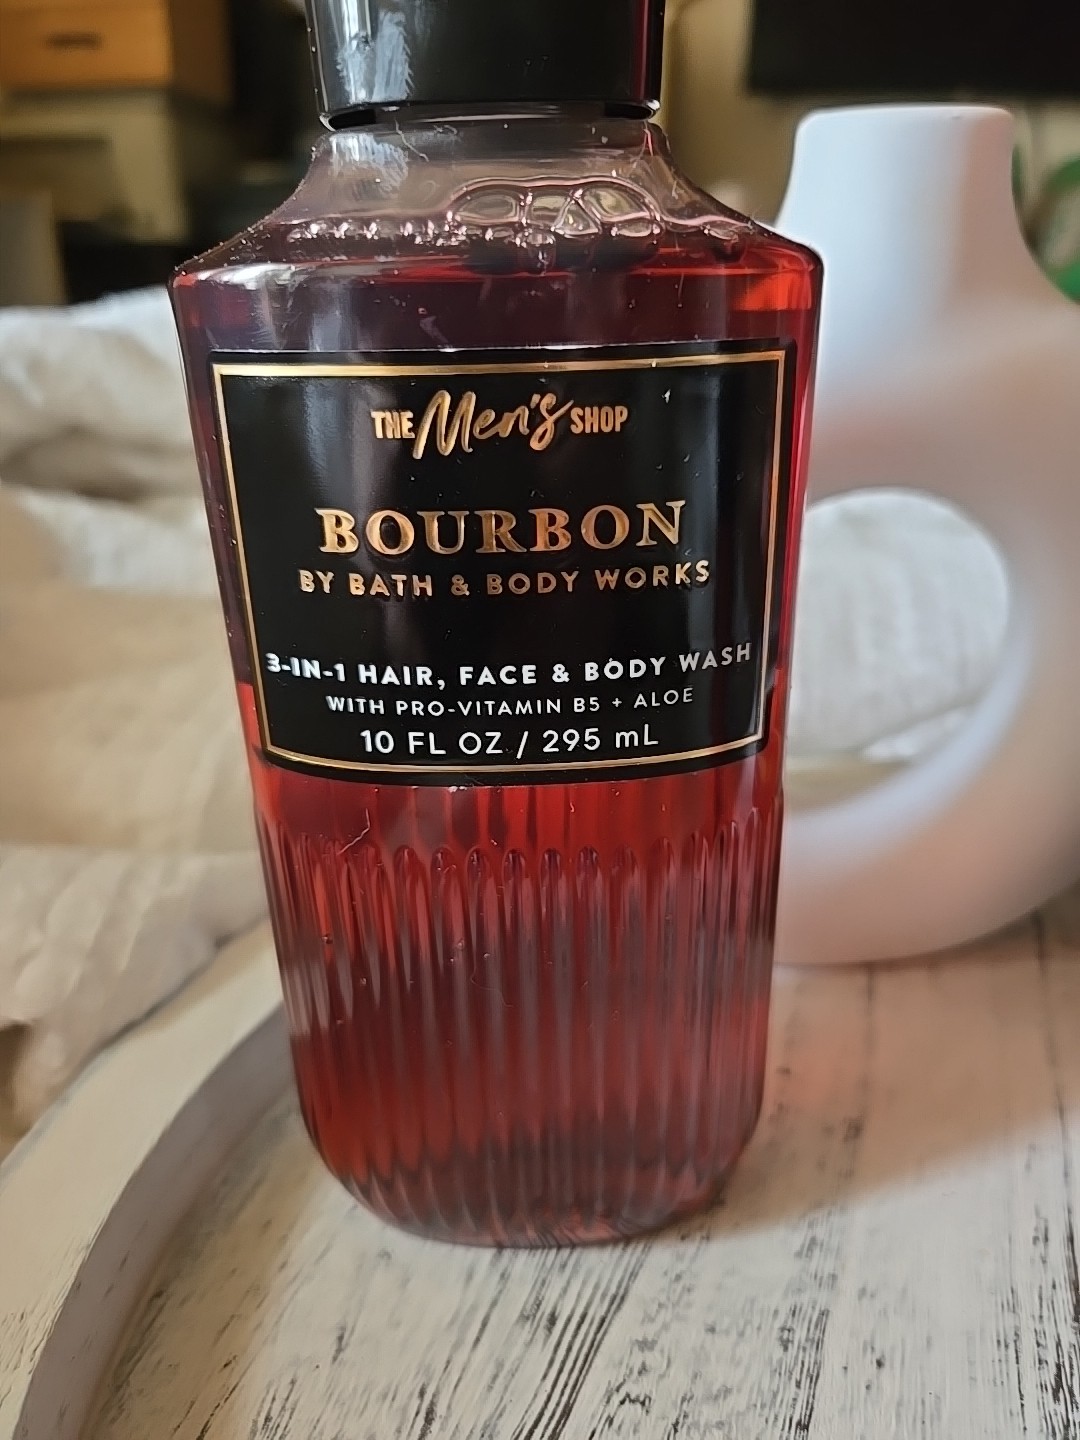 THE Men's SHOP
BOURBON
BY BATH & BODY WORKS
3-IN-1 HAIR, FACE & BODY WASH
WITH PRO-VITAMIN B5 + ALOE
10 FL OZ / 295 mL